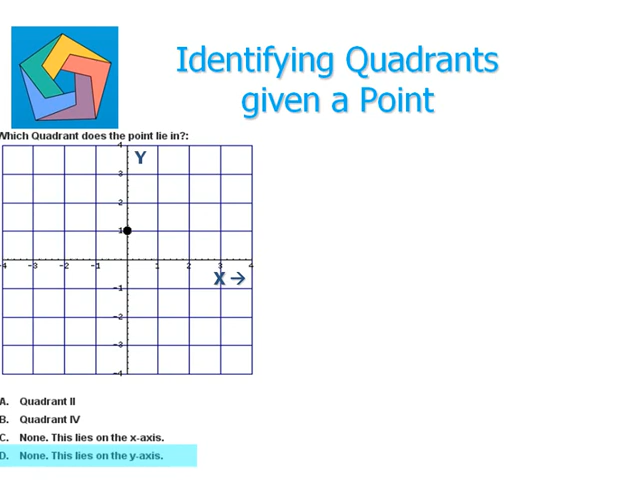 Identifying Quadrants
given a Point
Which Quadrant does the point lie in?:
4
Y
3
2
1
-4 -3 -2 -1 1 2 3 4
X →
-1
-2
-3
-4
A. Quadrant II
B. Quadrant IV
C. None. This lies on the x-axis.
D. None. This lies on the y-axis.